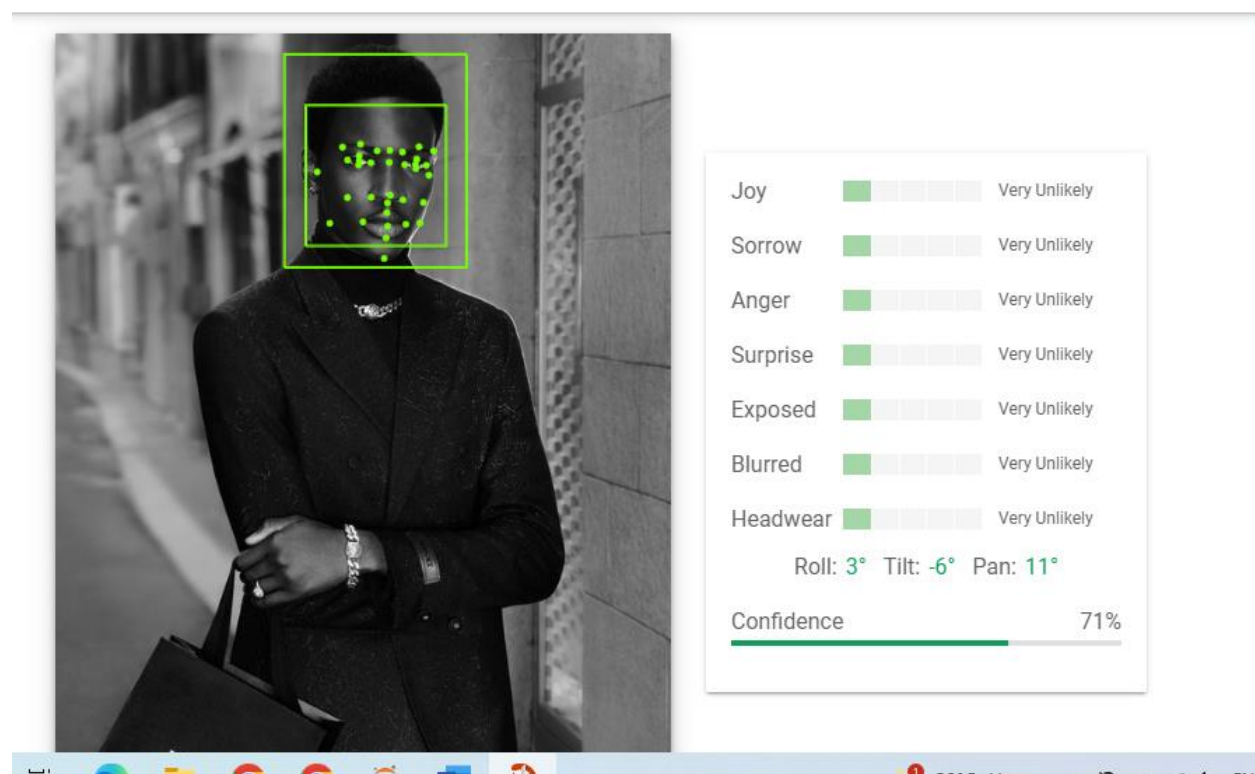 Joy Very Unlikely
Sorrow Very Unlikely
Anger Very Unlikely
Surprise Very Unlikely
Exposed Very Unlikely
Blurred Very Unlikely
Headwear Very Unlikely
Roll: 3° Tilt: -6° Pan: 11°
Confidence 71%
1